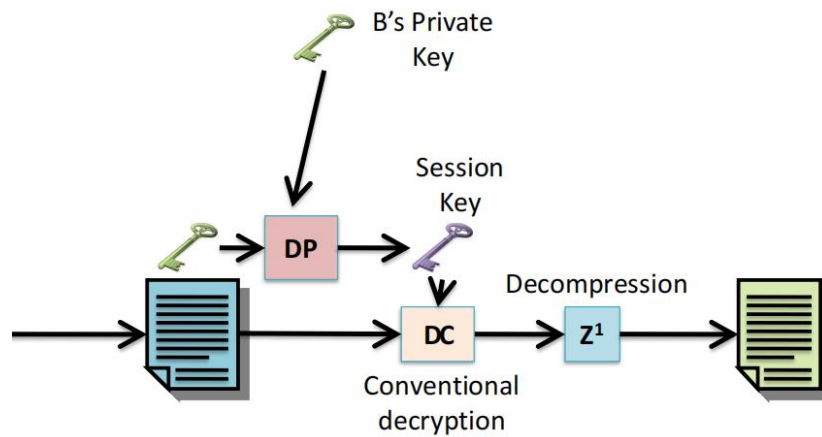 B's Private
Key
Session
Key
DP
Decompression
DC
Z¹
Conventional
decryption